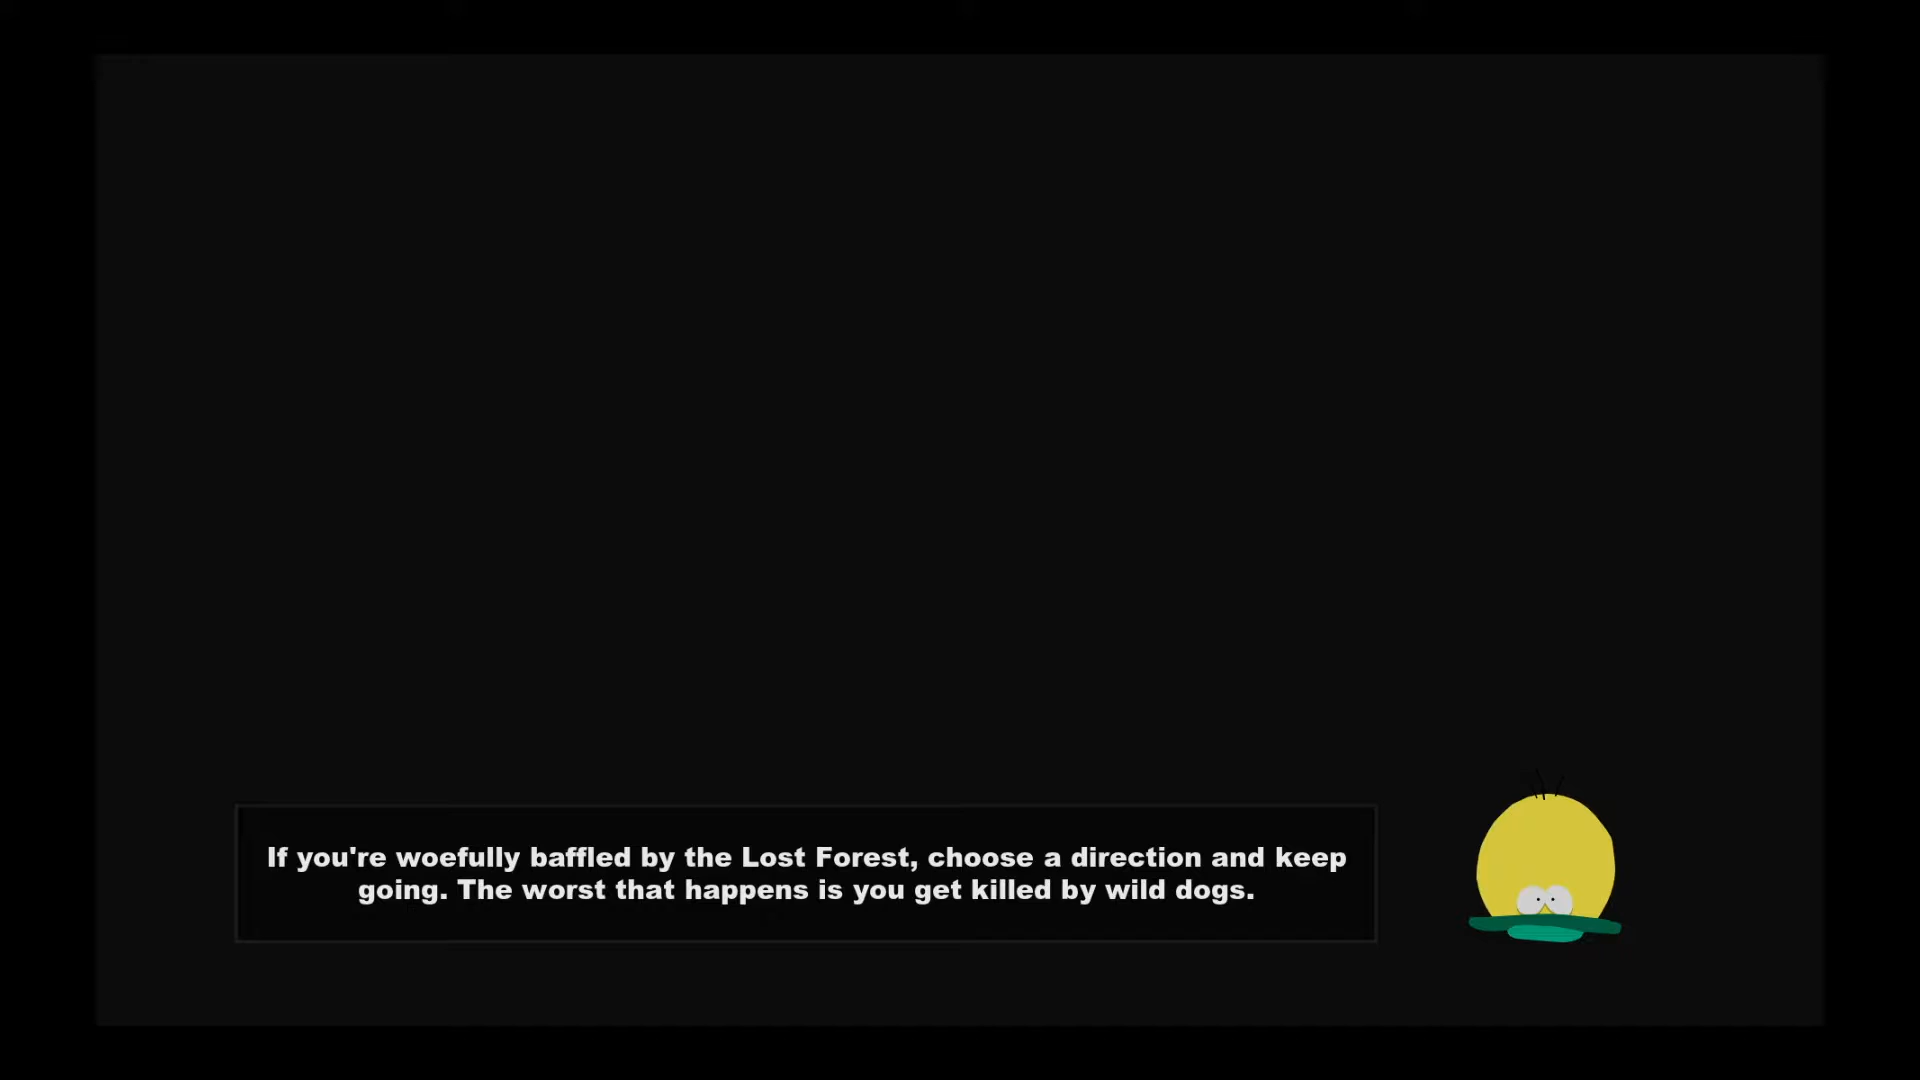 If you're woefully baffled by the Lost Forest, choose a direction and keep
going. The worst that happens is you get killed by wild dogs.